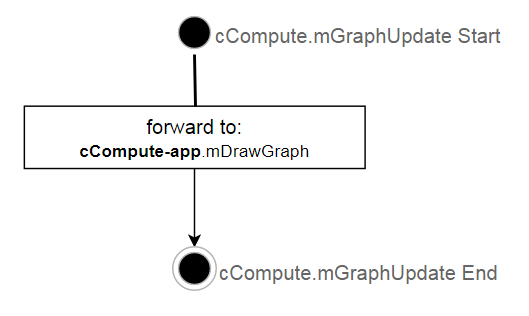 cCompute.mGraphUpdate Start
forward to:
cCompute-app.mDrawGraph
cCompute.mGraphUpdate End